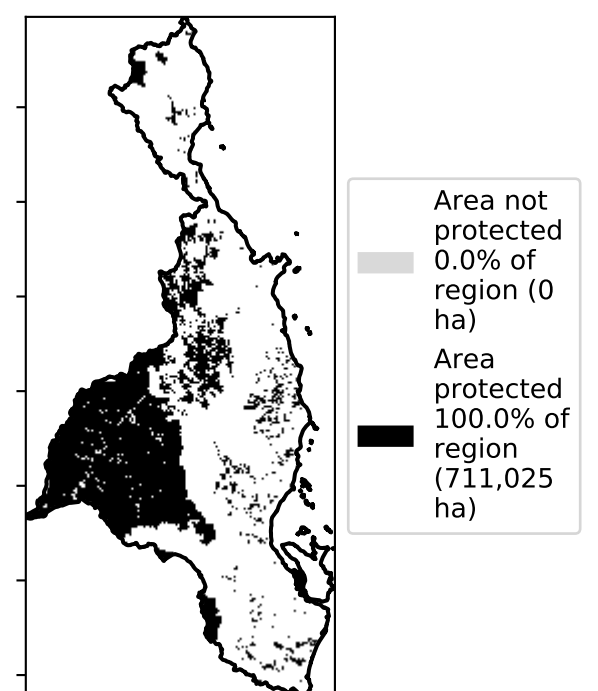 Area not
protected
0.0% of
region (0
ha)
Area
protected
100.0% of
region
(711,025
ha)